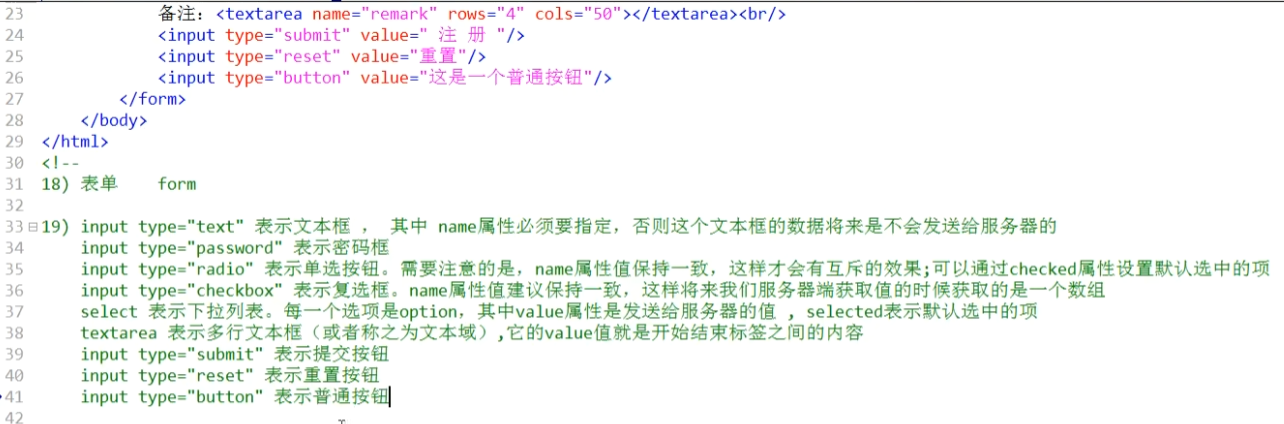 23 备注：<textarea name="remark" rows="4" cols="50"></textarea><br/>
24 <input type="submit" value=" 注 册 "/>
25 <input type="reset" value="重置"/>
26 <input type="button" value="这是一个普通按钮"/>
27 </form>
28 </body>
29 </html>
30 <!--
31 18) 表单    form
32
33 19) input type="text" 表示文本框 ， 其中 name属性必须要指定，否则这个文本框的数据将来是不会发送给服务器的
34 input type="password" 表示密码框
35 input type="radio" 表示单选按钮。需要注意的是，name属性值保持一致，这样才会有互斥的效果;可以通过checked属性设置默认选中的项
36 input type="checkbox" 表示复选框。name属性值建议保持一致，这样将来我们服务器端获取值的时候获取的是一个数组
37 select 表示下拉列表。每一个选项是option，其中value属性是发送给服务器的值 , selected表示默认选中的项
38 textarea 表示多行文本框（或者称之为文本域）,它的value值就是开始结束标签之间的内容
39 input type="submit" 表示提交按钮
40 input type="reset" 表示重置按钮
41 input type="button" 表示普通按钮
42